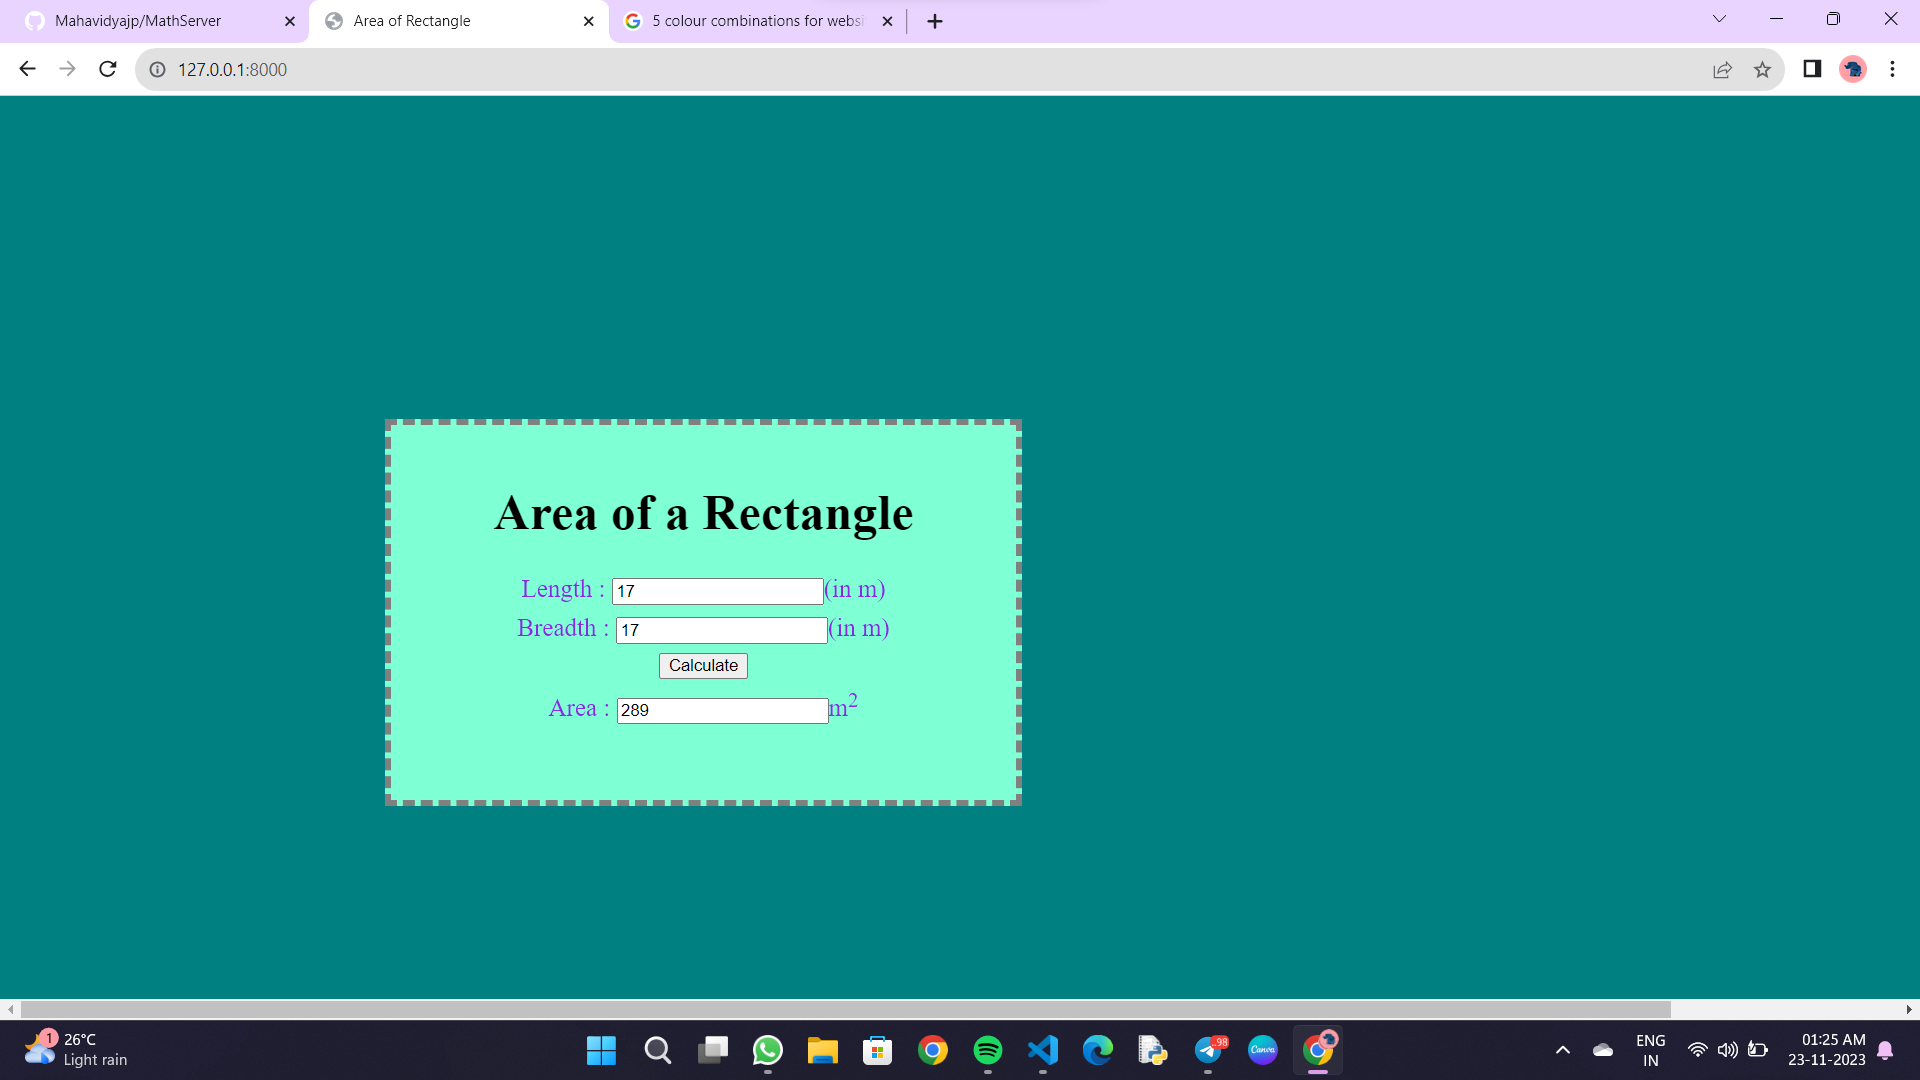 Mahavidyajp/MathServer
Area of Rectangle
5 colour combinations for websi
127.0.0.1:8000
Area of a Rectangle
Length : 17 (in m)
Breadth : 17 (in m)
Calculate
Area : 289 m²
1
26°C
Light rain
98
Canva
ENG
IN
01:25 AM
23-11-2023